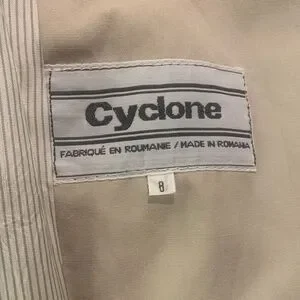 Cyclone
FABRIQUÉ EN ROUMANIE / MADE IN ROMANIA
8